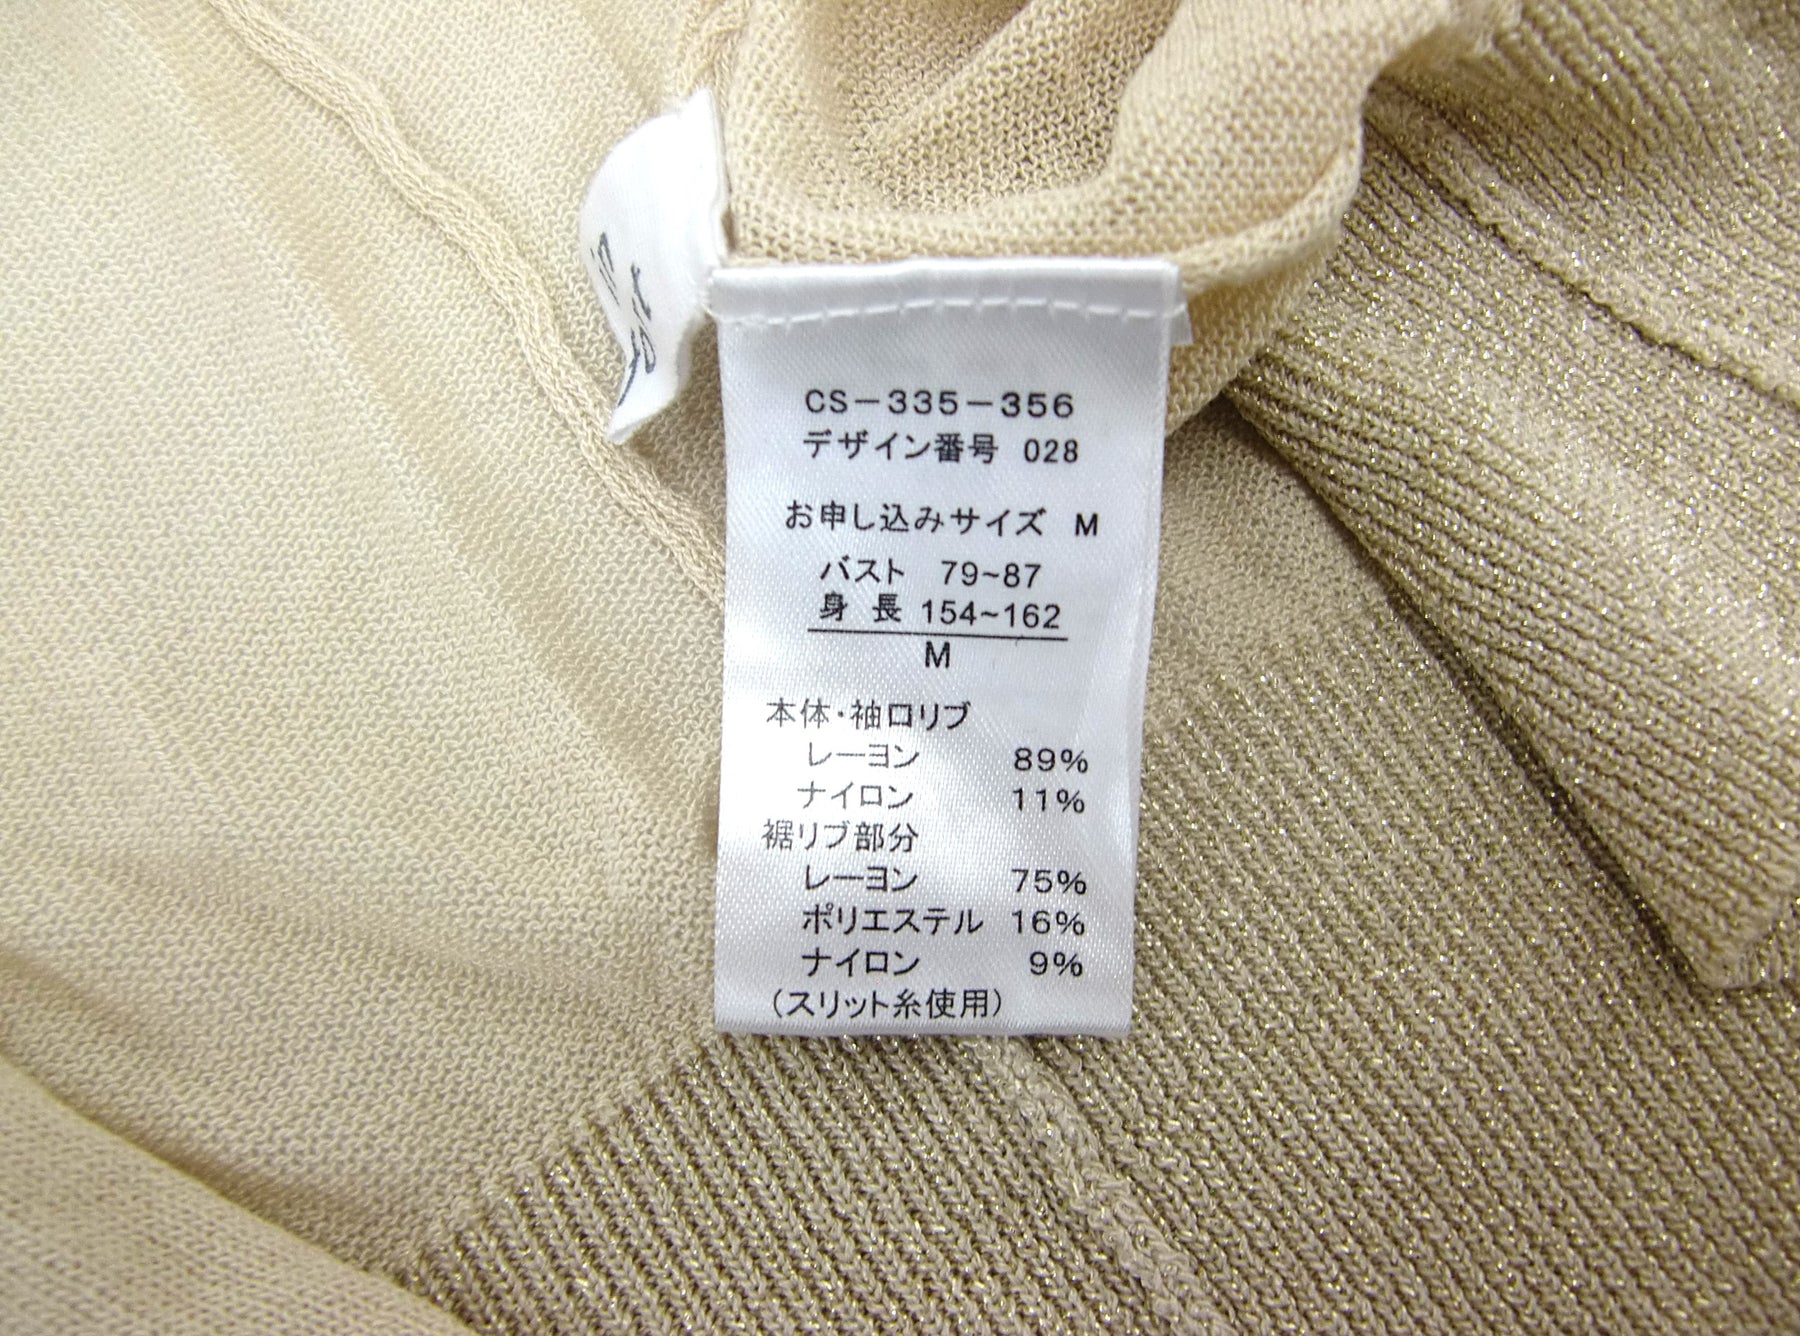 CS-335-356
デザイン番号 028
お申し込みサイズ M
バスト 79~87
身 長 154~162
M
本体・袖口リブ
レーヨン 89%
ナイロン 11%
裾リブ部分
レーヨン 75%
ポリエステル 16%
ナイロン 9%
(スリット糸使用)